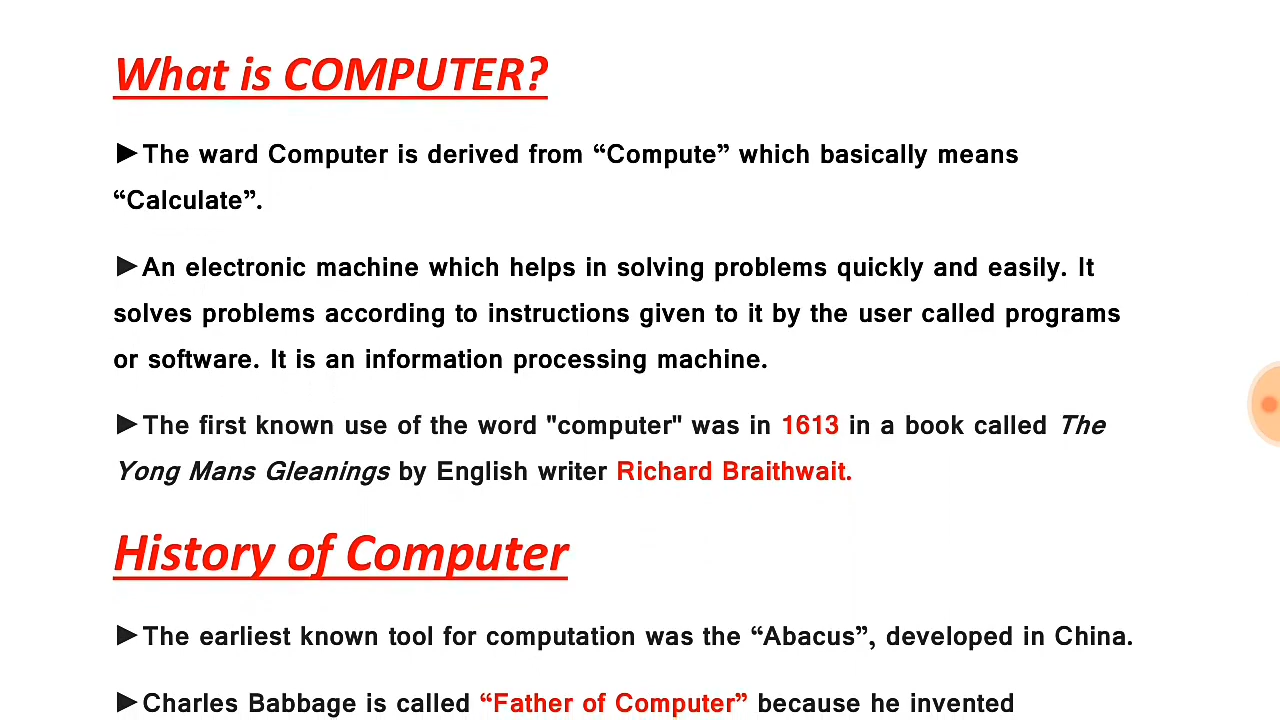 What is COMPUTER?
►The ward Computer is derived from “Compute” which basically means
“Calculate”.
►An electronic machine which helps in solving problems quickly and easily. It
solves problems according to instructions given to it by the user called programs
or software. It is an information processing machine.
►The first known use of the word "computer" was in 1613 in a book called The
Yong Mans Gleanings by English writer Richard Braithwait.
History of Computer
►The earliest known tool for computation was the “Abacus”, developed in China.
►Charles Babbage is called “Father of Computer” because he invented